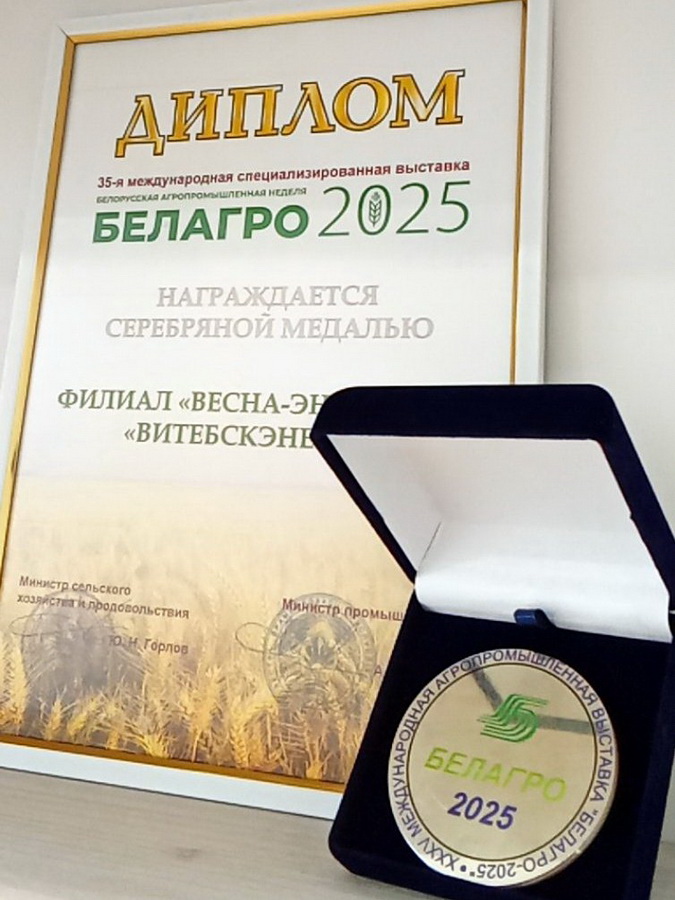 ДИПЛОМ
35-я международная специализированная выставка
БЕЛОРУССКАЯ АГРОПРОМЫШЛЕННАЯ НЕДЕЛЯ
БЕЛАГРО 2025
НАГРАЖДАЕТСЯ
СЕРЕБРЯНОЙ МЕДАЛЬЮ
ФИЛИАЛ «ВЕСНА-ЭН
«ВИТЕБСКЭНЕ
Министр сельского
хозяйства и продовольствия
Ю. Н. Горлов
Министр промыш
А
XXXV МЕЖДУНАРОДНАЯ АГРОПРОМЫШЛЕННАЯ ВЫСТАВКА "БЕЛАГРО-2025"
БЕЛАГРО
2025